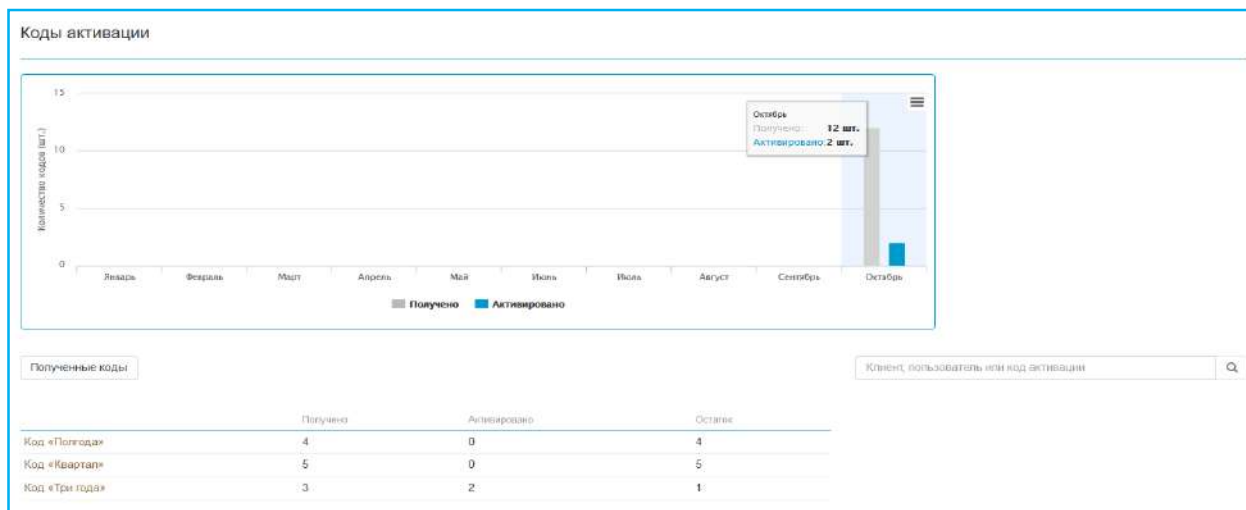 Коды активации
15
10
5
0
Количество кодов (шт.)
Октябрь
Получено: 12 шт.
Активировано: 2 шт.
Январь Февраль Март Апрель Май Июнь Июль Август Сентябрь Октябрь
Получено Активировано
Полученные коды
Клиент, пользователь или код активации
Получено Активировано Остаток
Код «Полгода» 4 0 4
Код «Квартал» 5 0 5
Код «Три года» 3 2 1